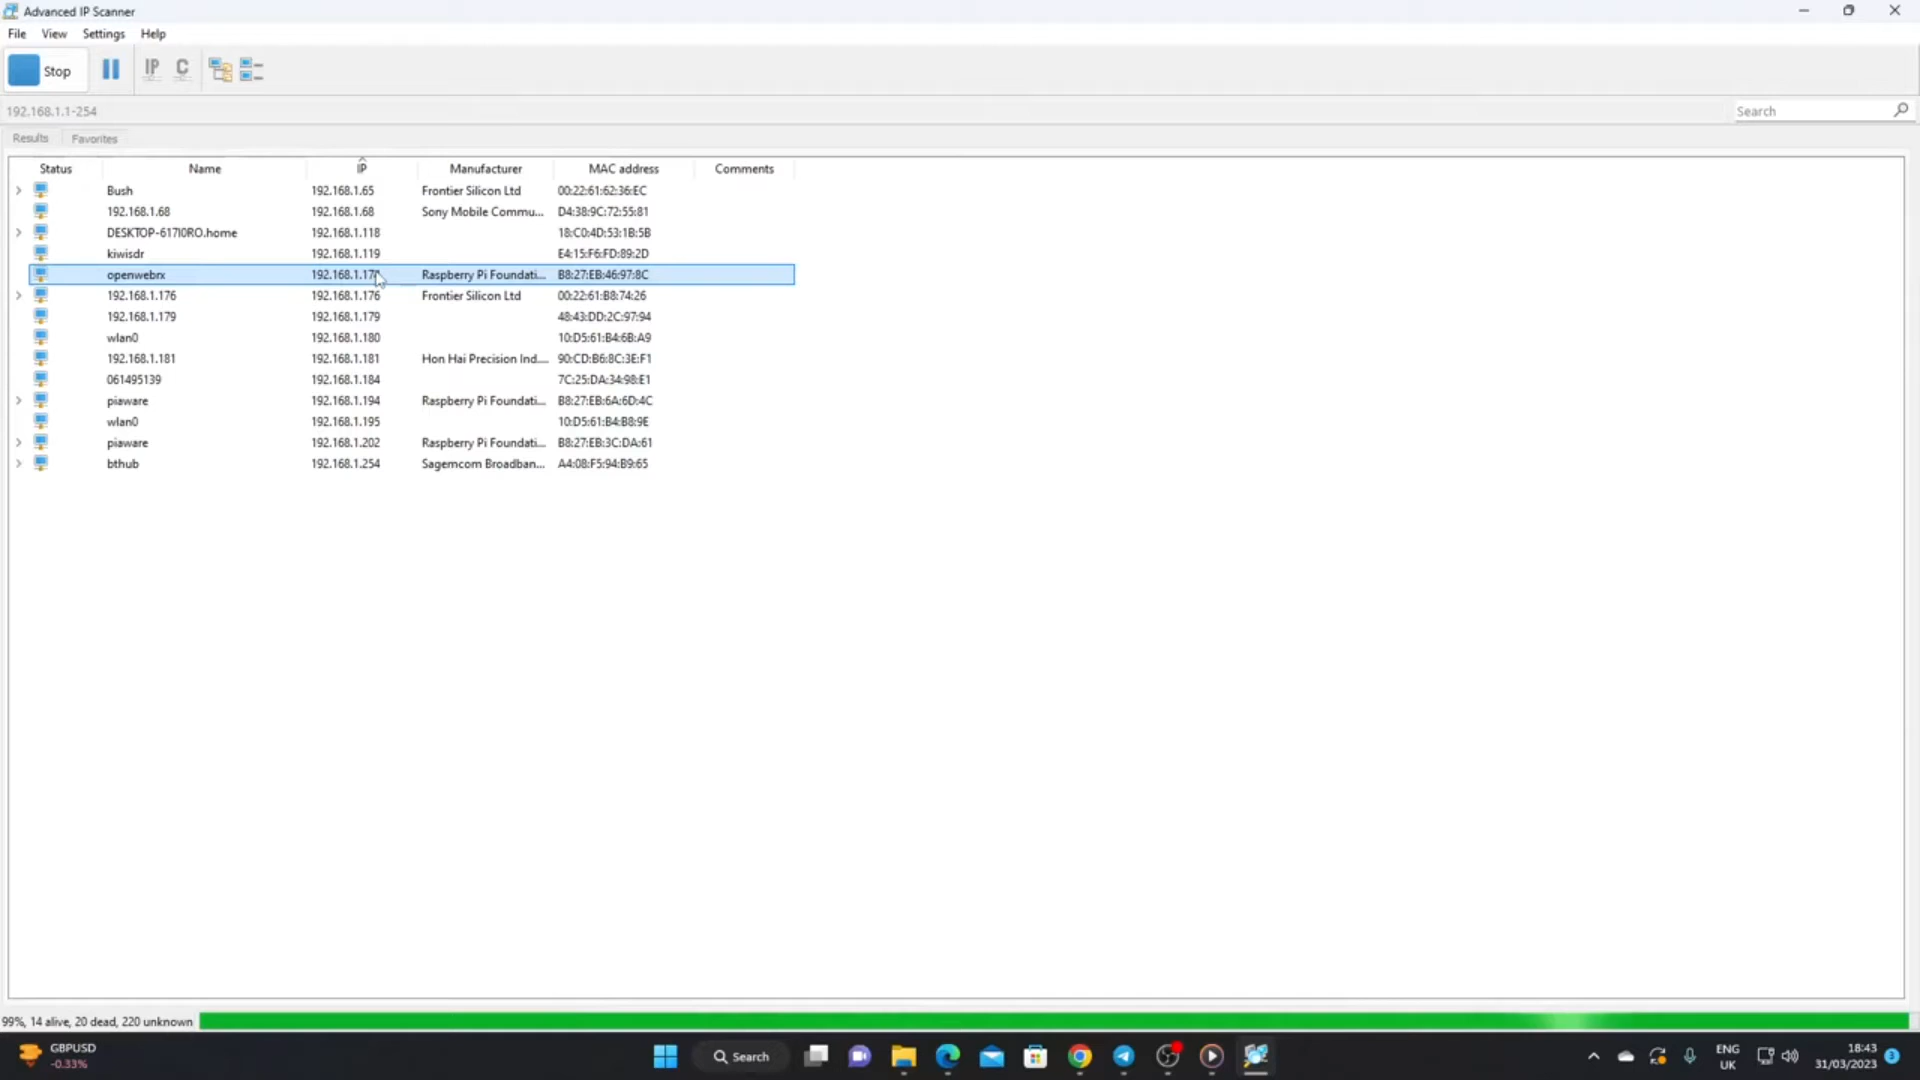 Advanced IP Scanner
File View Settings Help
Stop IP C
192.168.1.1-254 Search
Results Favorites
Status Name IP Manufacturer MAC address Comments
Bush 192.168.1.65 Frontier Silicon Ltd 00:22:61:62:36:EC
192.168.1.68 192.168.1.68 Sony Mobile Commu... D4:38:9C:72:55:81
DESKTOP-617I0RO.home 192.168.1.118 18:C0:4D:53:1B:5B
kiwisdr 192.168.1.119 E4:15:F6:FD:89:2D
openwebrx Raspberry Pi Foundati... B8:27:EB:46:97:8C
192.168.1.176 192.168.1.176 Frontier Silicon Ltd 00:22:61:B8:74:26
192.168.1.179 192.168.1.179 48:43:DD:2C:97:94
wlan0 192.168.1.180 10:D5:61:B4:6B:A9
192.168.1.181 192.168.1.181 Hon Hai Precision Ind.... 90:CD:B6:8C:3E:F1
061495139 192.168.1.184 7C:25:DA:34:98:E1
piaware 192.168.1.194 Raspberry Pi Foundati... B8:27:EB:6A:6D:4C
wlan0 192.168.1.195 10:D5:61:B4:B8:9E
piaware 192.168.1.202 Raspberry Pi Foundati... B8:27:EB:3C:DA:61
bthub 192.168.1.254 Sagemcom Broadban... A4:08:F5:94:B9:65
99%, 14 alive, 20 dead, 220 unknown
GBPUSD
-0.33%
Search
ENG
UK
18:43
31/03/2023
3